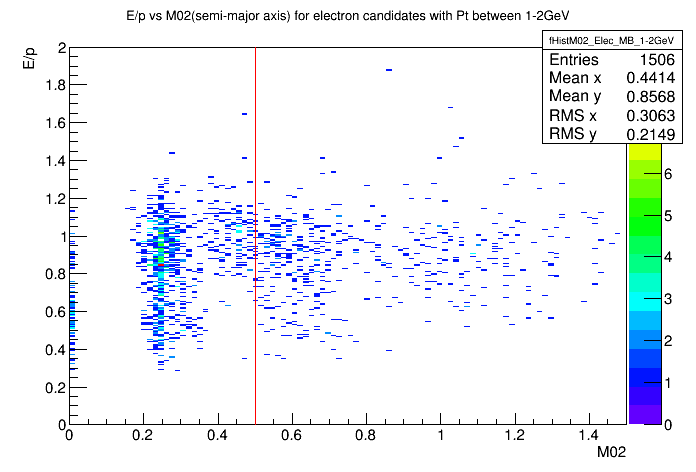 E/p vs M02(semi-major axis) for electron candidates with Pt between 1-2GeV
fHistM02_Elec_MB_1-2GeV
Entries 1506
Mean x 0.4414
Mean y 0.8568
RMS x 0.3063
RMS y 0.2149
E/p
2
1.8
1.6
1.4
1.2
1
0.8
0.6
0.4
0.2
0
0 0.2 0.4 0.6 0.8 1 1.2 1.4
M02
6
5
4
3
2
1
0